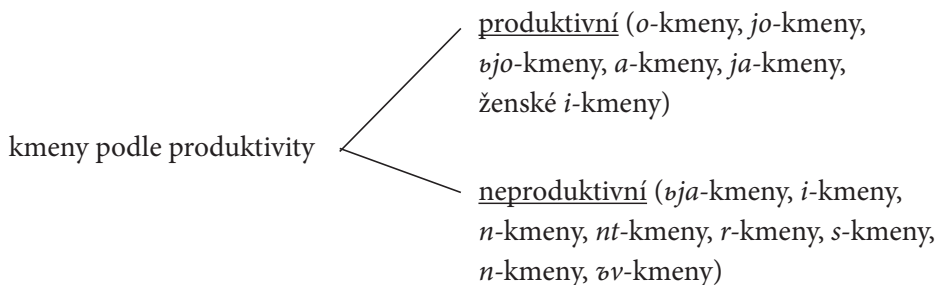 produktivní (o-kmeny, jo-kmeny,
ьjo-kmeny, a-kmeny, ja-kmeny,
ženské i-kmeny)
kmeny podle produktivity
neproduktivní (ьja-kmeny, i-kmeny,
n-kmeny, nt-kmeny, r-kmeny, s-kmeny,
n-kmeny, ъv-kmeny)